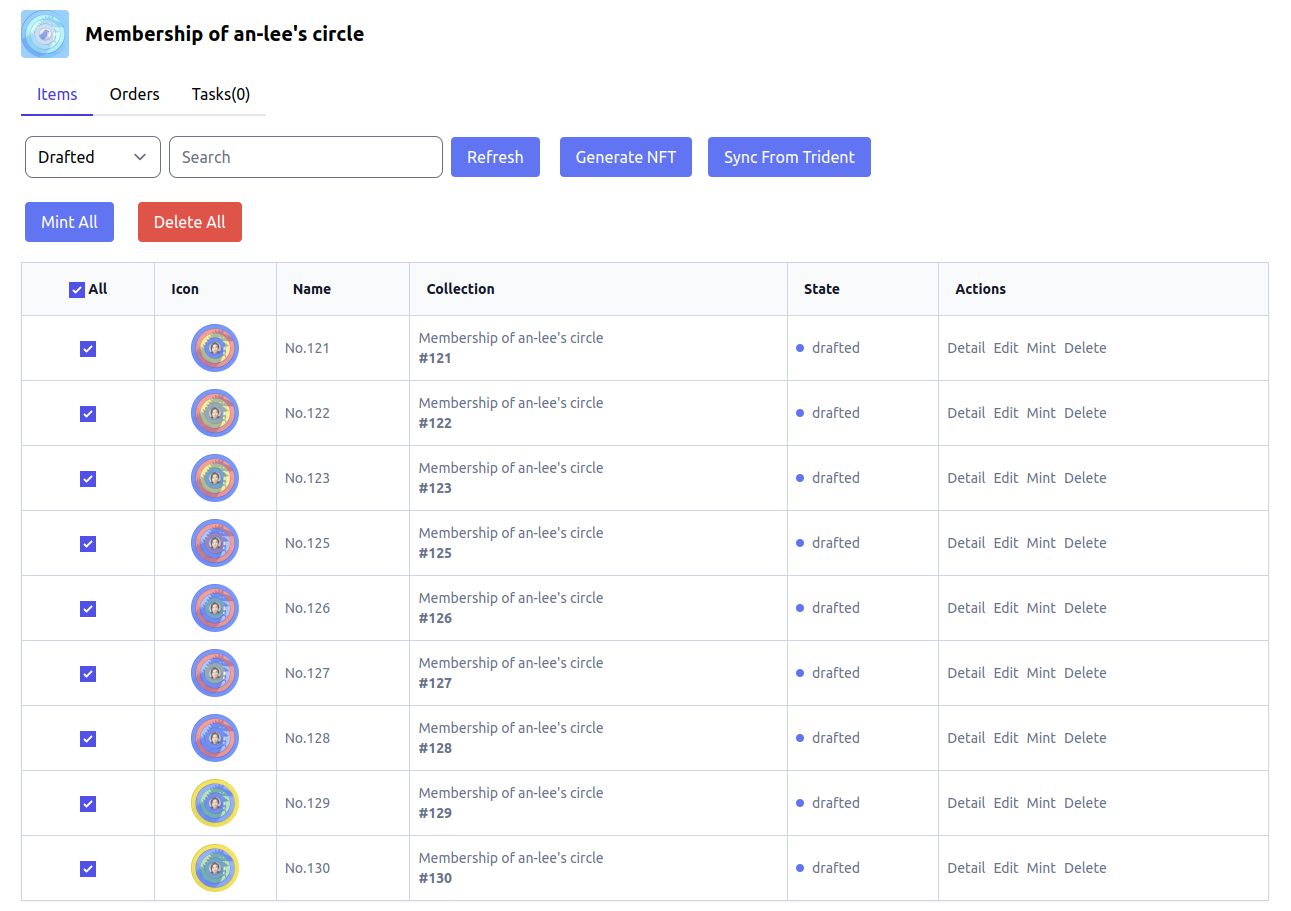 Membership of an-lee's circle
Items Orders Tasks(0)
Drafted Search Refresh Generate NFT Sync From Trident
Mint All Delete All
All Icon Name Collection State Actions
No.121 Membership of an-lee's circle #121 drafted Detail Edit Mint Delete
No.122 Membership of an-lee's circle #122 drafted Detail Edit Mint Delete
No.123 Membership of an-lee's circle #123 drafted Detail Edit Mint Delete
No.125 Membership of an-lee's circle #125 drafted Detail Edit Mint Delete
No.126 Membership of an-lee's circle #126 drafted Detail Edit Mint Delete
No.127 Membership of an-lee's circle #127 drafted Detail Edit Mint Delete
No.128 Membership of an-lee's circle #128 drafted Detail Edit Mint Delete
No.129 Membership of an-lee's circle #129 drafted Detail Edit Mint Delete
No.130 Membership of an-lee's circle #130 drafted Detail Edit Mint Delete